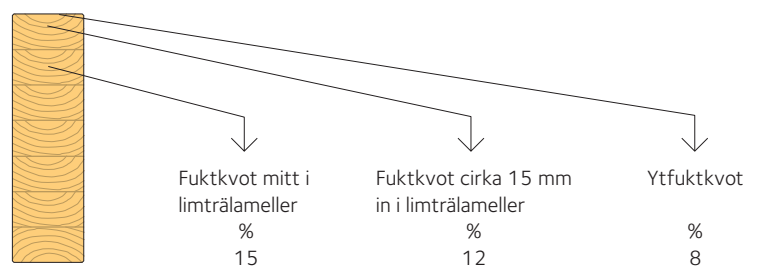 Fuktkvot mitt i
limträlameller
%
15
Fuktkvot cirka 15 mm
in i limträlameller
%
12
Ytfuktkvot
%
8